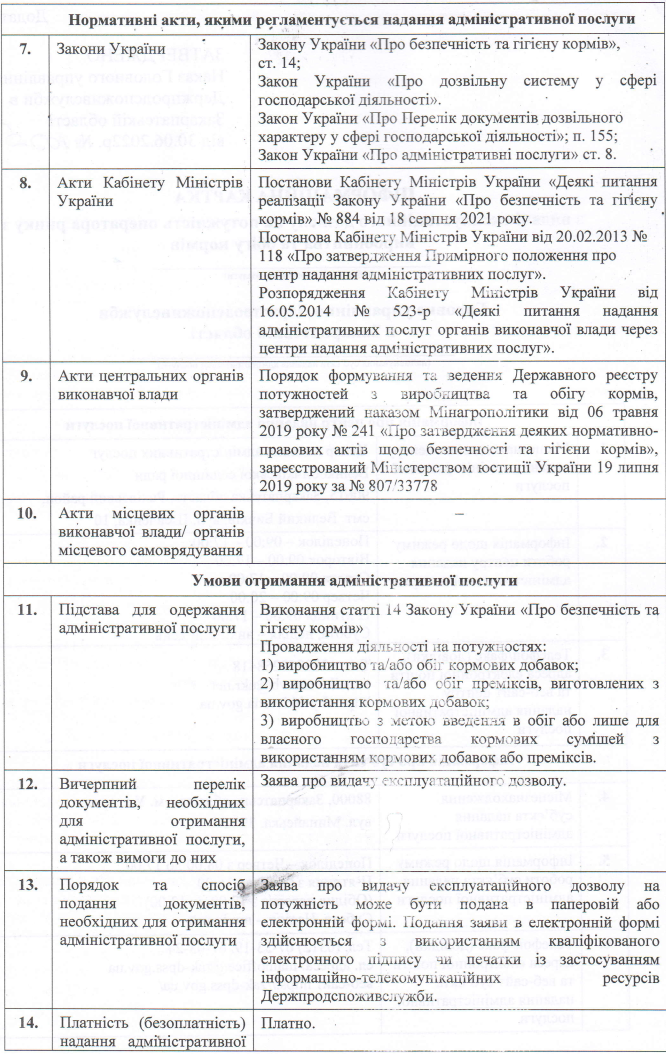 Нормативні акти, якими регламентується надання адміністративної послуги
7.
Закони України
Закону України «Про безпечність та гігієну кормів»,
ст. 14;
Закон України «Про дозвільну систему у сфері
господарської діяльності».
Закон України «Про Перелік документів дозвільного
характеру у сфері господарської діяльності»; п. 155;
Закон України «Про адміністративні послуги» ст. 8.
8.
Акти Кабінету Міністрів
України
Постанови Кабінету Міністрів України «Деякі питання
реалізації Закону України «Про безпечність та гігієну
кормів» № 884 від 18 серпня 2021 року.
Постанова Кабінету Міністрів України від 20.02.2013 №
118 «Про затвердження Примірного положення про
центр надання адміністративних послуг».
Розпорядження Кабінету Міністрів України від
16.05.2014 № 523-р «Деякі питання надання
адміністративних послуг органів виконавчої влади через
центри надання адміністративних послуг».
9.
Акти центральних органів
виконавчої влади
Порядок формування та ведення Державного реєстру
потужностей з виробництва та обігу кормів,
затверджений наказом Мінагрополітики від 06 травня
2019 року № 241 «Про затвердження деяких нормативно-
правових актів щодо безпечності та гігієни кормів»,
зареєстрований Міністерством юстиції України 19 липня
2019 року за № 807/33778
10.
Акти місцевих органів
виконавчої влади/ органів
місцевого самоврядування
–
Умови отримання адміністративної послуги
11.
Підстава для одержання
адміністративної послуги
Виконання статті 14 Закону України «Про безпечність та
гігієну кормів»
Провадження діяльності на потужностях:
1) виробництво та/або обіг кормових добавок;
2) виробництво та/або обіг преміксів, виготовлених з
використання кормових добавок;
3) виробництво з метою введення в обіг або лише для
власного господарства кормових сумішей з
використанням кормових добавок або преміксів.
12.
Вичерпний перелік
документів, необхідних
для отримання
адміністративної послуги,
а також вимоги до них
Заява про видачу експлуатаційного дозволу.
13.
Порядок та спосіб
подання документів,
необхідних для отримання
адміністративної послуги
Заява про видачу експлуатаційного дозволу на
потужність може бути подана в паперовій або
електронній формі. Подання заяви в електронній формі
здійснюється з використанням кваліфікованого
електронного підпису чи печатки із застосуванням
інформаційно-телекомунікаційних ресурсів
Держпродспоживслужби.
14.
Платність (безоплатність)
надання адміністративної
Платно.